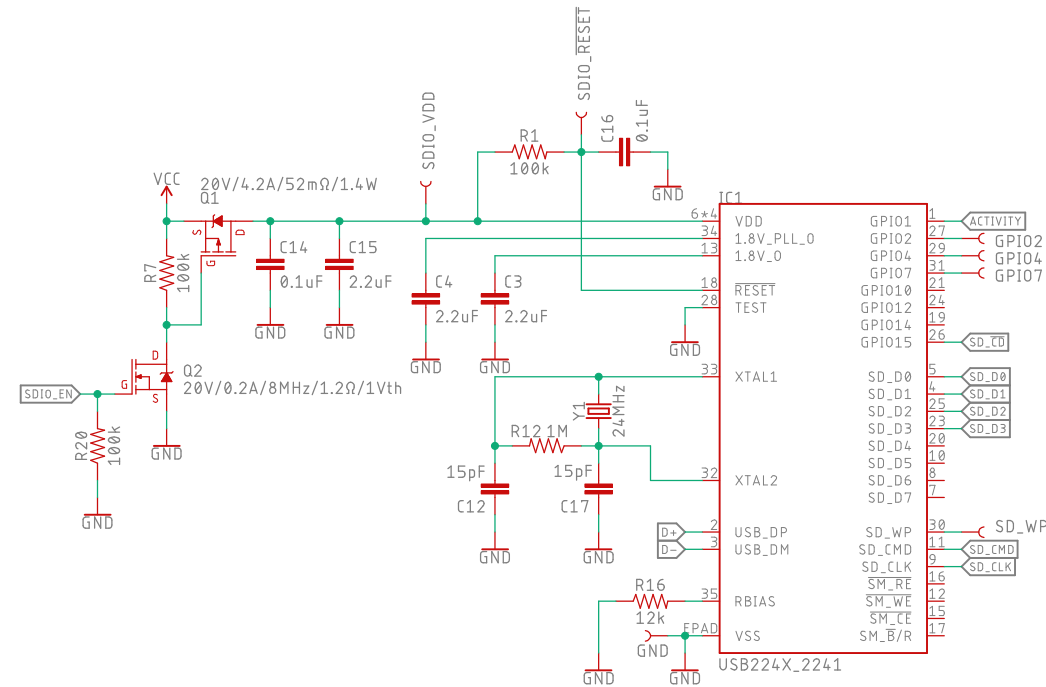 SDIO_RESET
SDIO_VDD
R1
100k
C16
0.1uF
GND
VCC
20V/4.2A/52mΩ/1.4W
Q1
S
D
G
R7
100k
C14
0.1uF
GND
C15
2.2uF
GND
C4
2.2uF
GND
C3
2.2uF
GND
SDIO_EN
D
G
S
Q2
20V/0.2A/8MHz/1.2Ω/1Vth
GND
R20
100k
GND
GND
Y1
24MHz
R12 1M
15pF
C12
GND
15pF
C17
GND
D+
D-
R16
12k
GND
GND
GND
IC1
6*4 VDD
34 1.8V_PLL_O
13 1.8V_O
18 RESET
28 TEST
33 XTAL1
32 XTAL2
2 USB_DP
3 USB_DM
35 RBIAS
EPAD VSS
GPIO1 1 ACTIVITY
GPIO2 27 GPIO2
GPIO4 29 GPIO4
GPIO7 31 GPIO7
GPIO10 21
GPIO12 24
GPIO14 19
GPIO15 26 SD_CD
SD_D0 5 SD_D0
SD_D1 4 SD_D1
SD_D2 25 SD_D2
SD_D3 23 SD_D3
SD_D4 20
SD_D5 10
SD_D6 8
SD_D7 7
SD_WP 30 SD_WP
SD_CMD 11 SD_CMD
SD_CLK 9 SD_CLK
SM_RE 16
SM_WE 12
SM_CE 15
SM_B/R 17
USB224X_2241